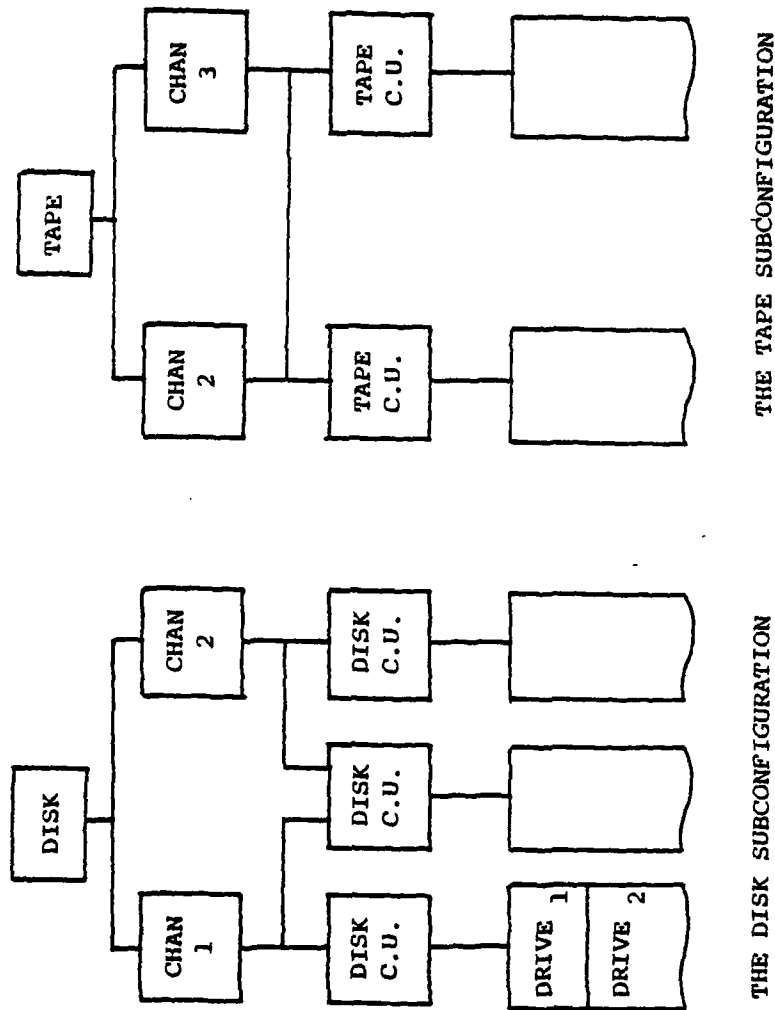 DISK
CHAN
1
CHAN
2
DISK
C.U.
DISK
C.U.
DISK
C.U.
DRIVE 1
DRIVE 2
THE DISK SUBCONFIGURATION
TAPE
CHAN
2
CHAN
3
TAPE
C.U.
TAPE
C.U.
THE TAPE SUBCONFIGURATION